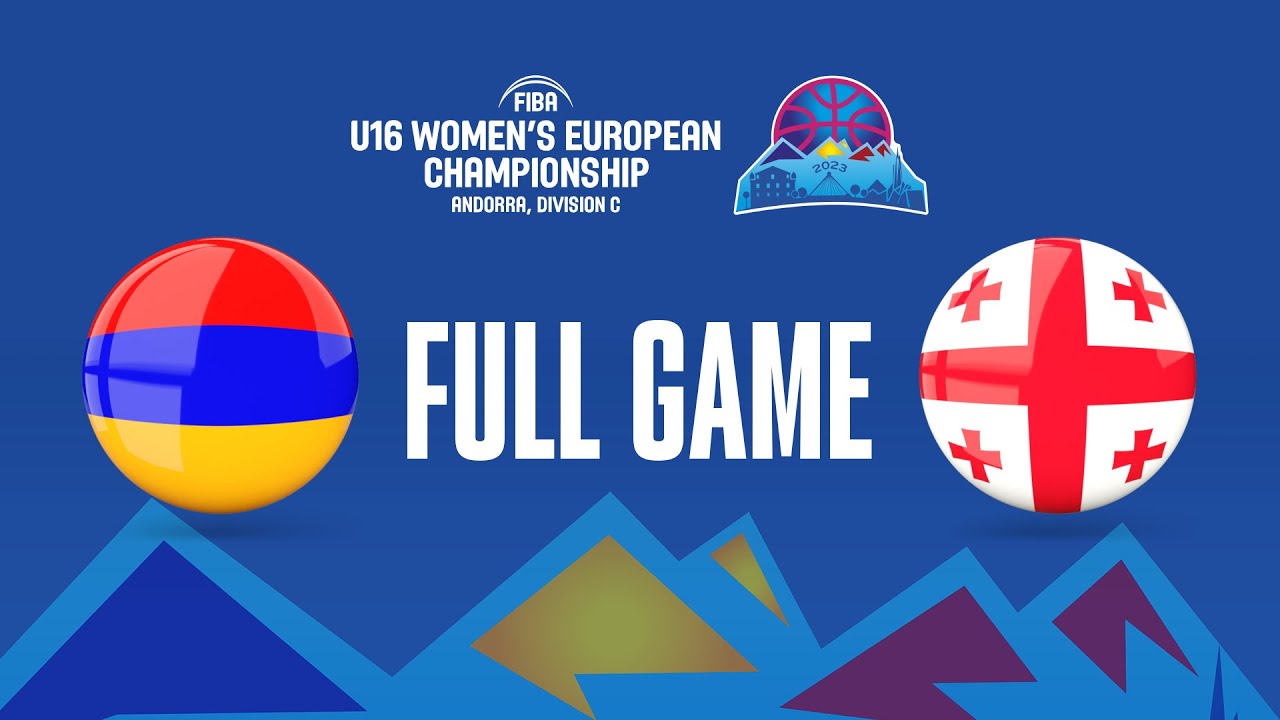 FIBA
U16 WOMEN'S EUROPEAN
CHAMPIONSHIP
ANDORRA, DIVISION C
2023
FULL GAME